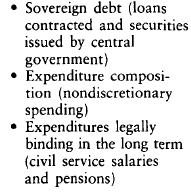 • Sovereign debt (loans
contracted and securities
issued by central
government)
• Expenditure composi-
tion (nondiscretionary
spending)
• Expenditures legally
binding in the long term
(civil service salaries
and pensions)